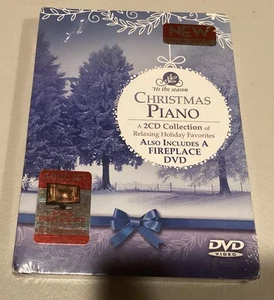 NEW
'Tis the season
CHRISTMAS
PIANO
A 2CD Collection of
Relaxing Holiday Favorites
ALSO INCLUDES A
FIREPLACE
DVD
DVD
VIDEO